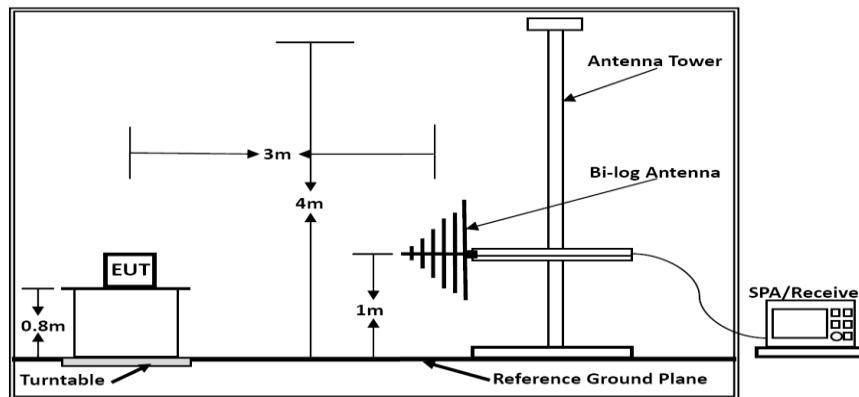 Antenna Tower
3m
Bi-log Antenna
4m
EUT
SPA/Receive
0.8m
1m
Turntable
Reference Ground Plane